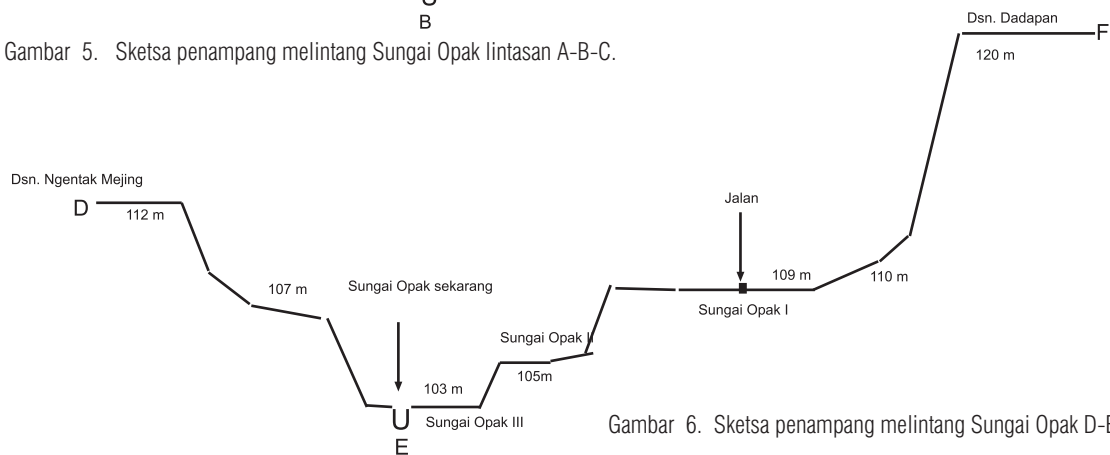 B
Gambar 5. Sketsa penampang melintang Sungai Opak lintasan A-B-C.
Dsn. Dadapan
F
120 m
Dsn. Ngentak Mejing
D
112 m
Jalan
107 m
Sungai Opak sekarang
109 m
110 m
Sungai Opak I
Sungai Opak II
105m
103 m
Sungai Opak III
E
Gambar 6. Sketsa penampang melintang Sungai Opak D-E